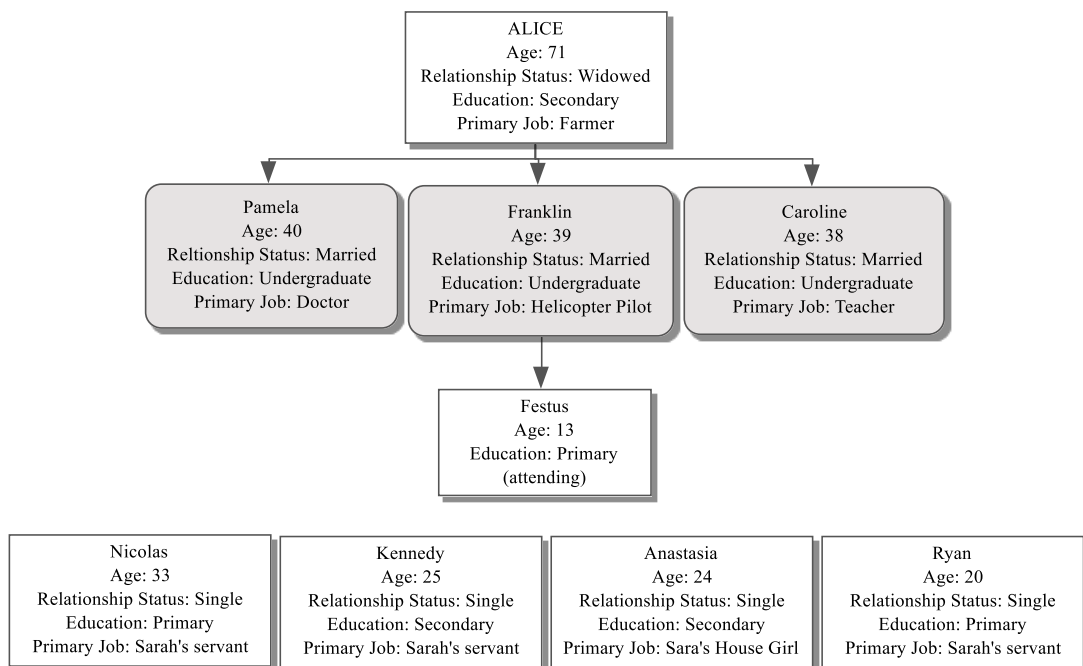 ALICE
Age: 71
Relationship Status: Widowed
Education: Secondary
Primary Job: Farmer
Pamela
Age: 40
Reltionship Status: Married
Education: Undergraduate
Primary Job: Doctor
Franklin
Age: 39
Relationship Status: Married
Education: Undergraduate
Primary Job: Helicopter Pilot
Caroline
Age: 38
Relationship Status: Married
Education: Undergraduate
Primary Job: Teacher
Festus
Age: 13
Education: Primary
(attending)
Nicolas
Age: 33
Relationship Status: Single
Education: Primary
Primary Job: Sarah's servant
Kennedy
Age: 25
Relationship Status: Single
Education: Secondary
Primary Job: Sarah's servant
Anastasia
Age: 24
Relationship Status: Single
Education: Secondary
Primary Job: Sara's House Girl
Ryan
Age: 20
Relationship Status: Single
Education: Primary
Primary Job: Sarah's servant